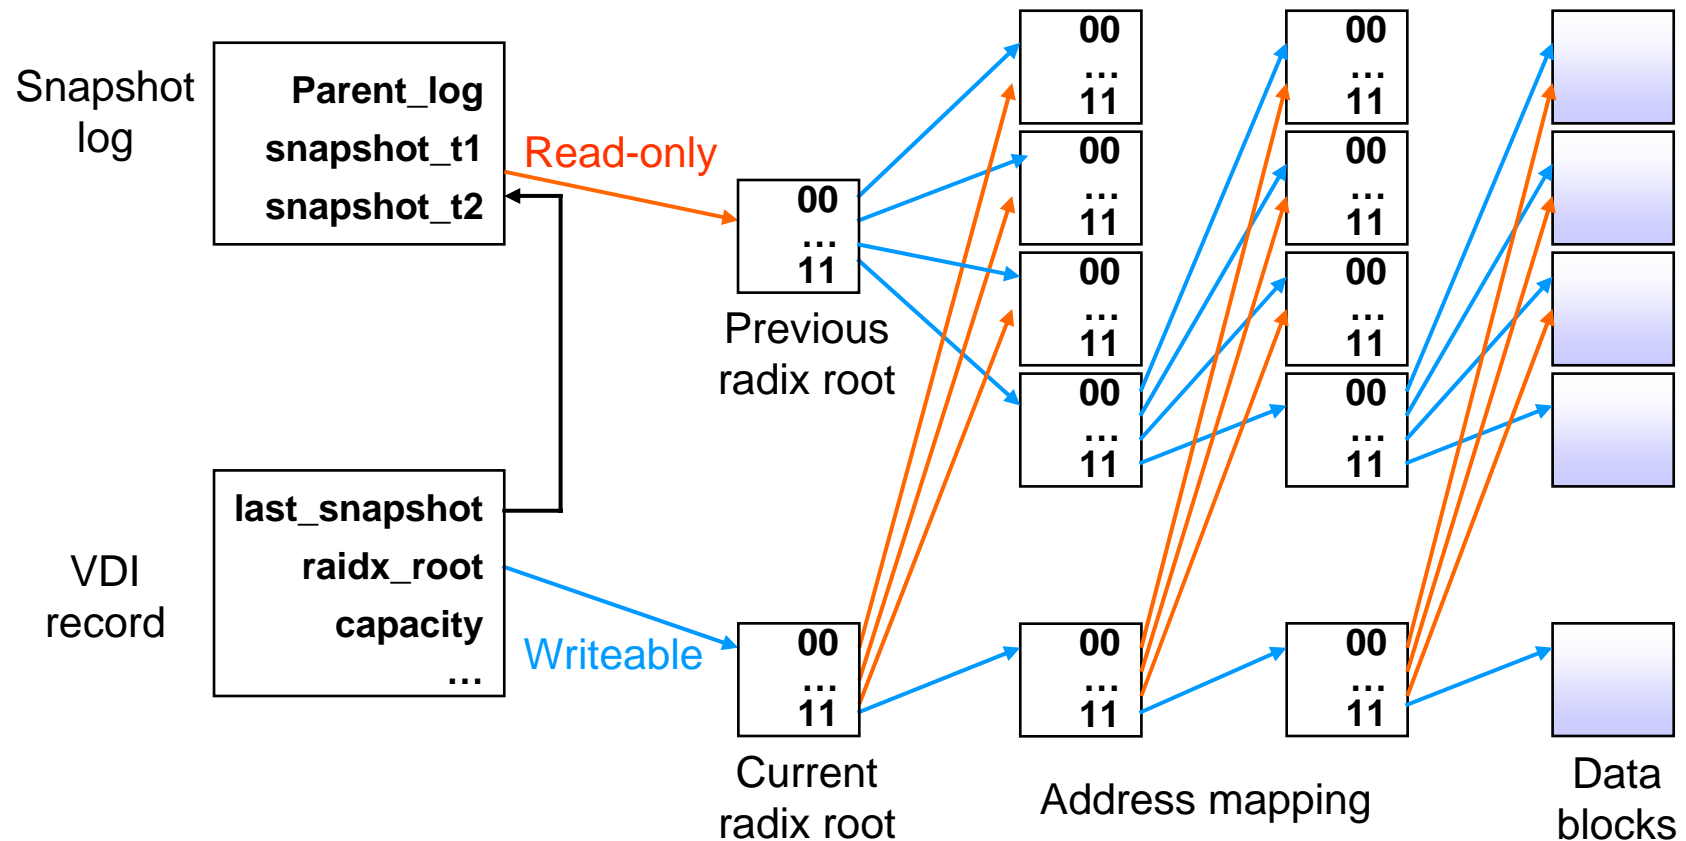 Snapshot
log
Parent_log
snapshot_t1
snapshot_t2
Read-only
00
...
11
Previous
radix root
00
...
11
00
...
11
00
...
11
00
...
11
00
...
11
00
...
11
00
...
11
00
...
11
VDI
record
last_snapshot
raidx_root
capacity
...
Writeable
00
...
11
Current
radix root
00
...
11
00
...
11
Address mapping
Data
blocks